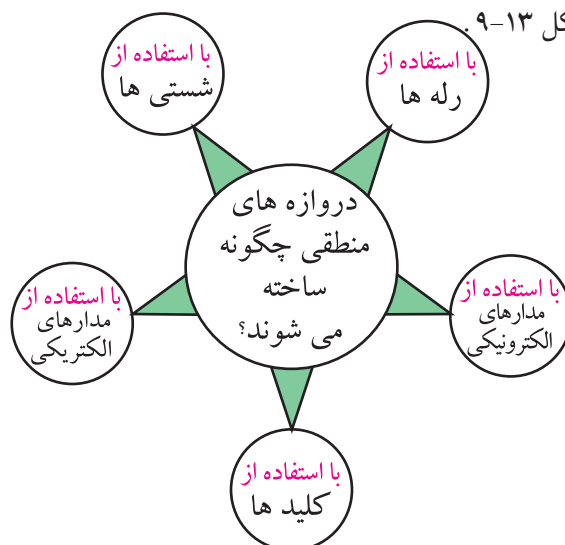 کل ۱۳-۹.
با استفاده از
رله ها
با استفاده از
شستی ها
دروازه های
منطقی چگونه
ساخته
می شوند؟
با استفاده از
مدارهای
الکترونیکی
با استفاده از
مدارهای
الکتریکی
با استفاده از
کلید ها